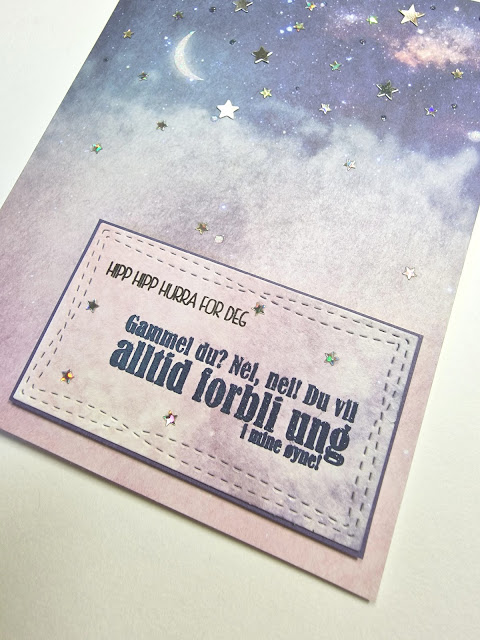 HIPP HIPP HURRA FOR DEG
Gammel du? Nei, nei! Du vil
alltid forbli ung
i mine øyne!